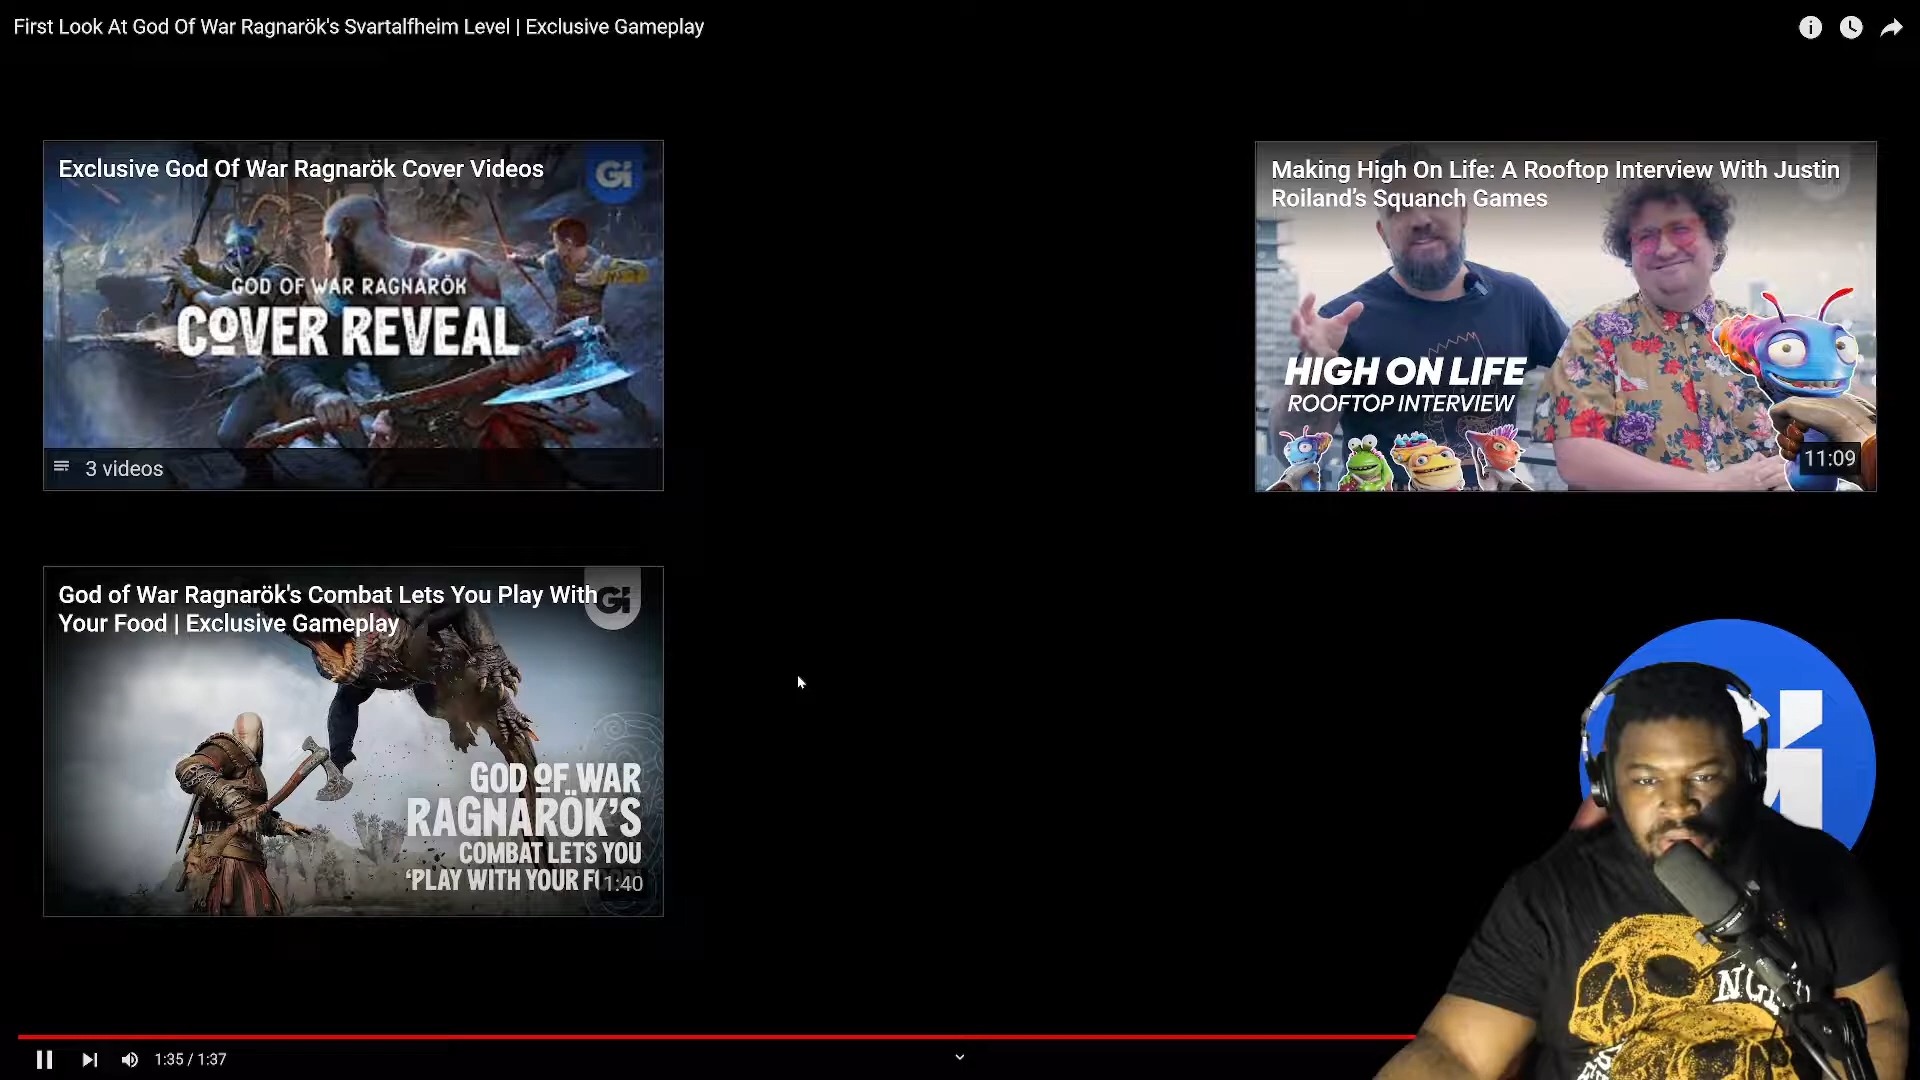 First Look At God Of War Ragnarök's Svartalfheim Level | Exclusive Gameplay
Exclusive God Of War Ragnarök Cover Videos
Gi
GOD OF WAR RAGNARÖK
COVER REVEAL
3 videos
Making High On Life: A Rooftop Interview With Justin
Roiland’s Squanch Games
HIGH ON LIFE
ROOFTOP INTERVIEW
11:09
God of War Ragnarök's Combat Lets You Play With
Your Food | Exclusive Gameplay
Gi
GOD OF WAR
RAGNARÖK'S
COMBAT LETS YOU
'PLAY WITH YOUR
1:40
1:35 / 1:37